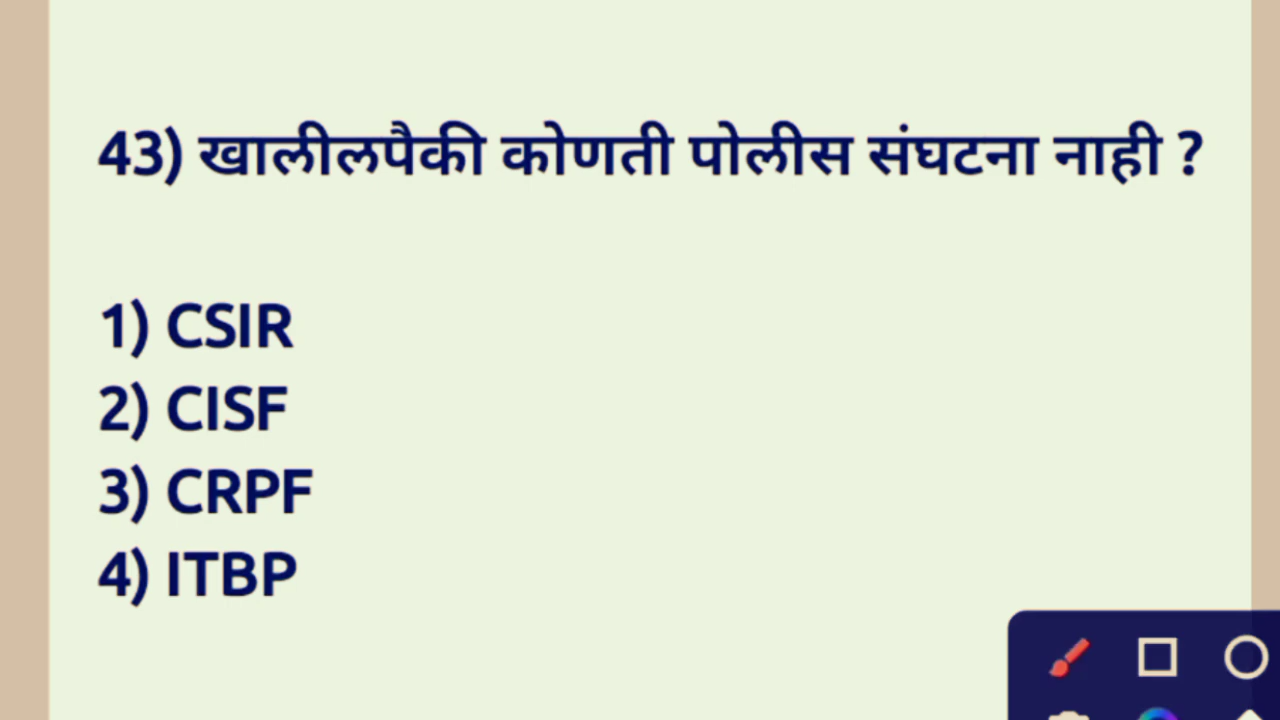 43) खालीलपैकी कोणती पोलीस संघटना नाही ?
1) CSIR
2) CISF
3) CRPF
4) ITBP